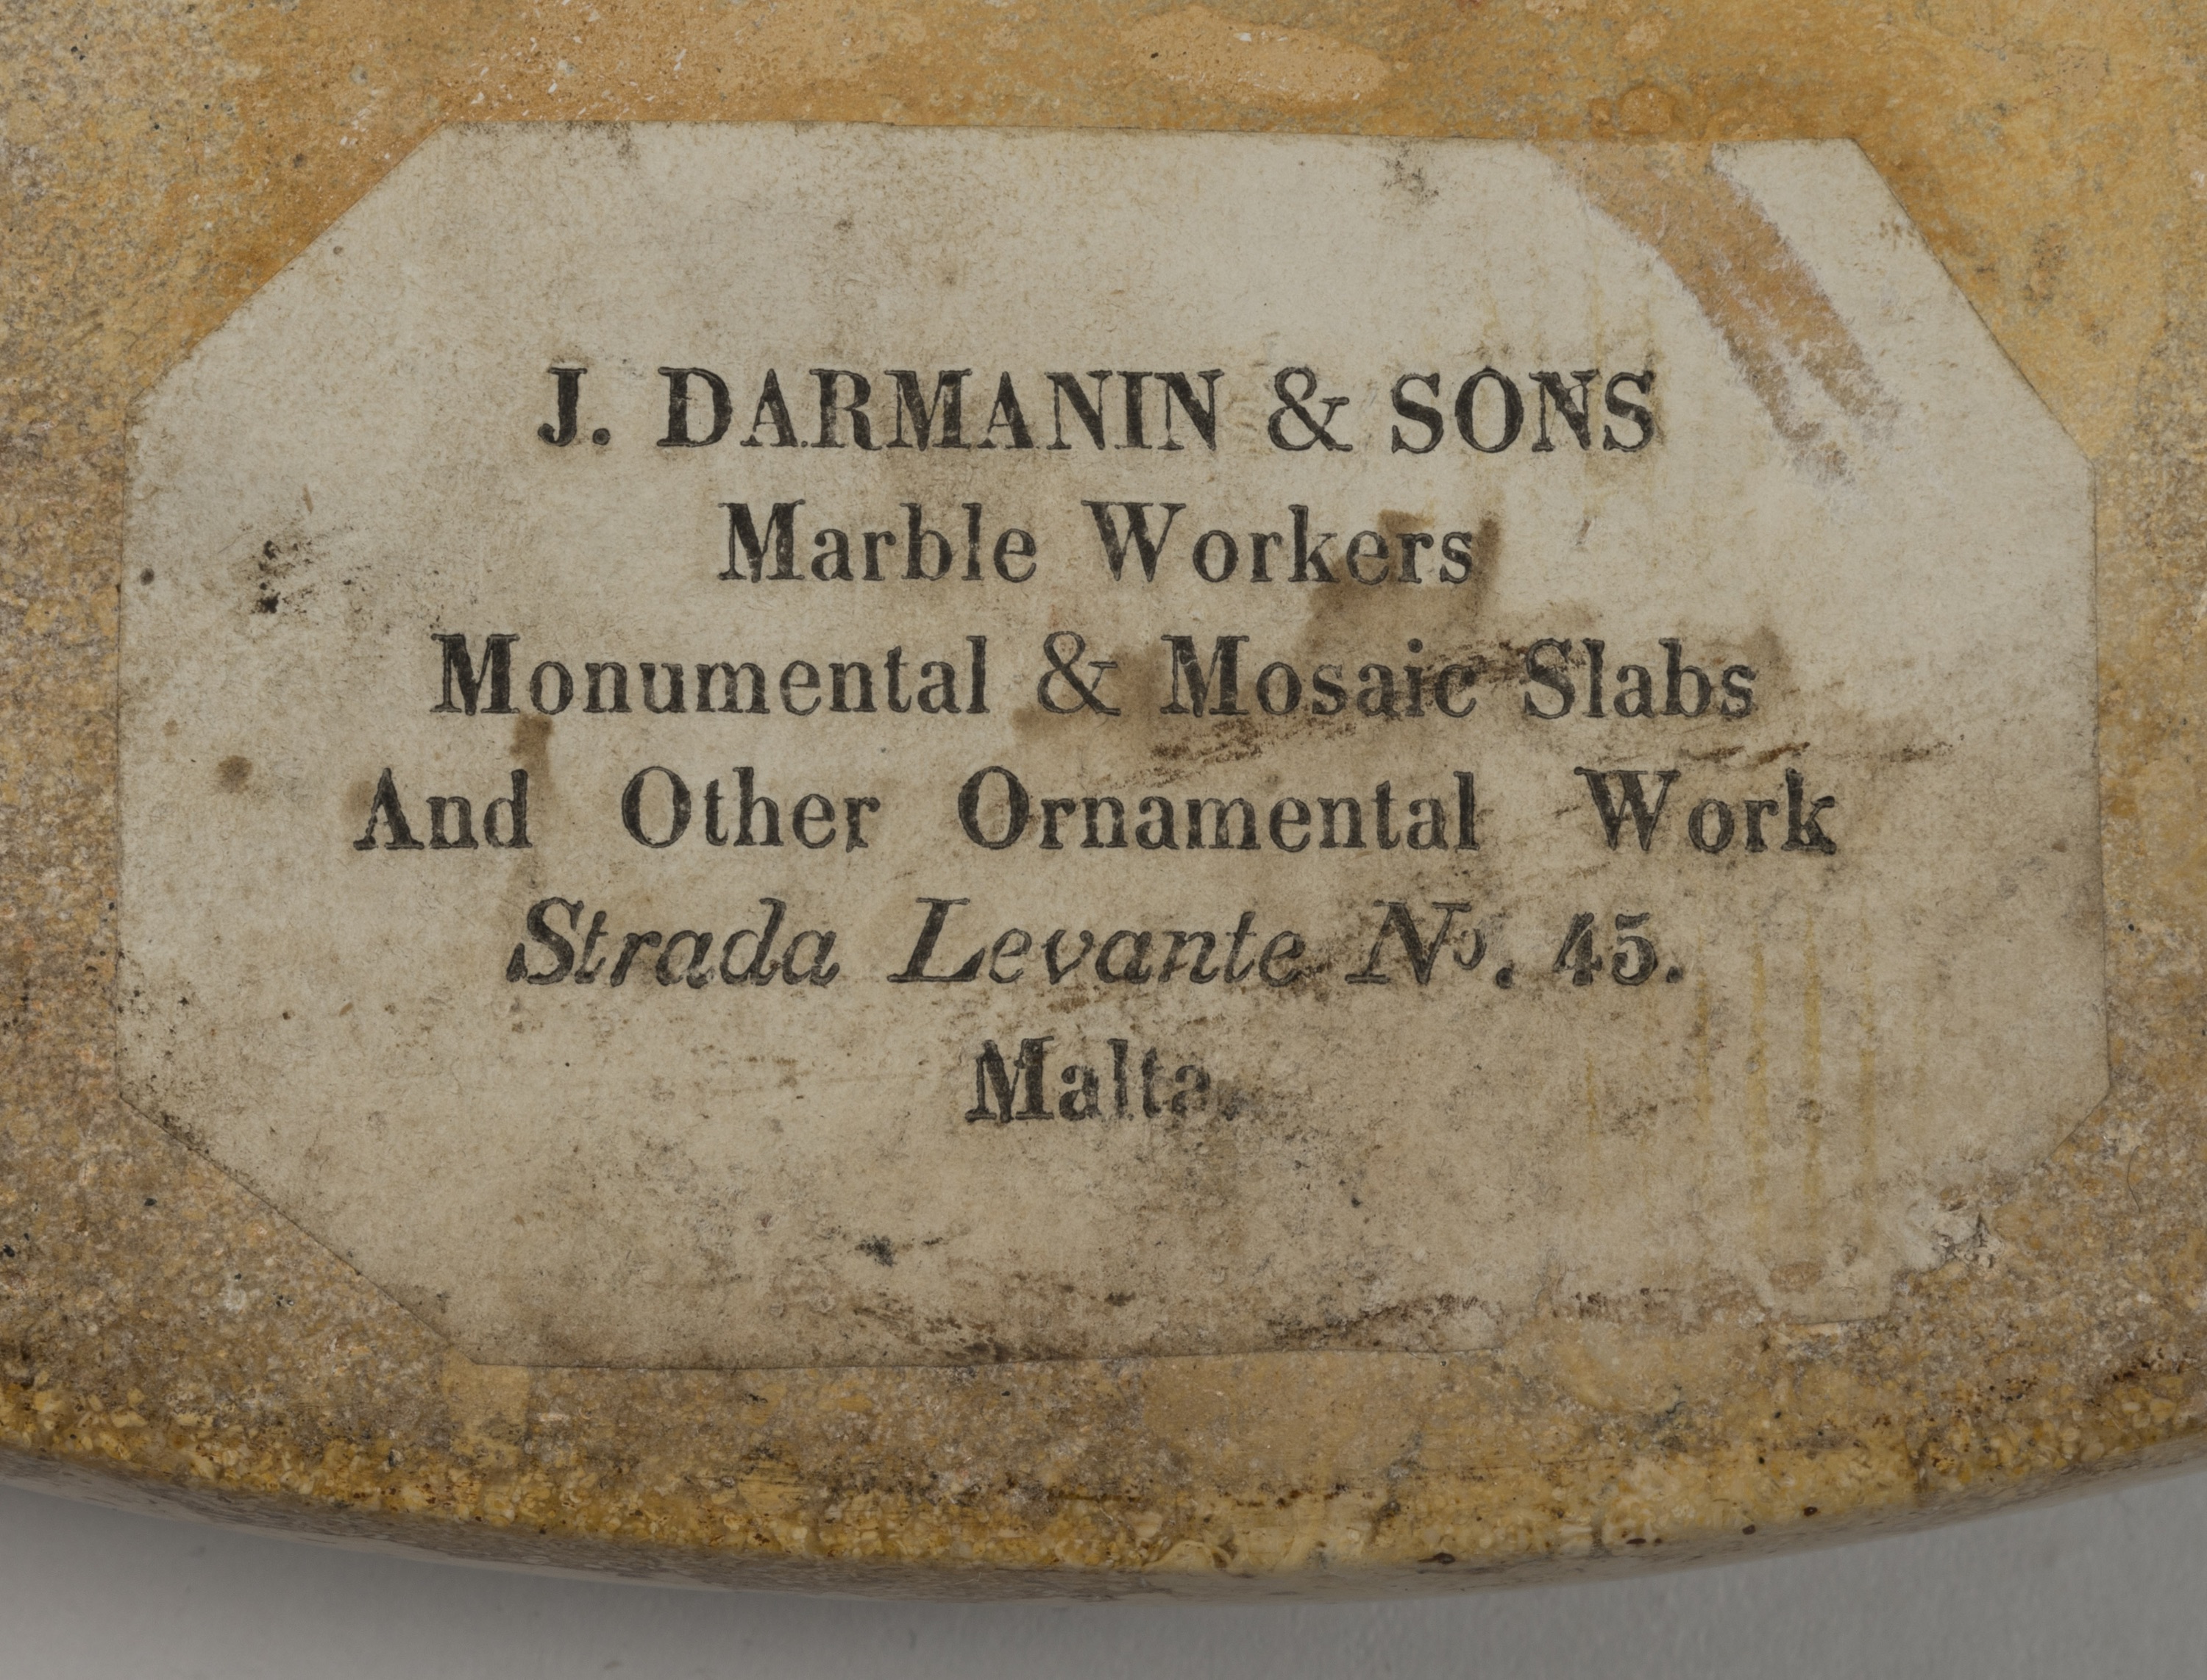 J. DARMANIN & SONS
Marble Workers
Monumental & Mosaic Slabs
And Other Ornamental Work
Strada Levante No. 45.
Malta.